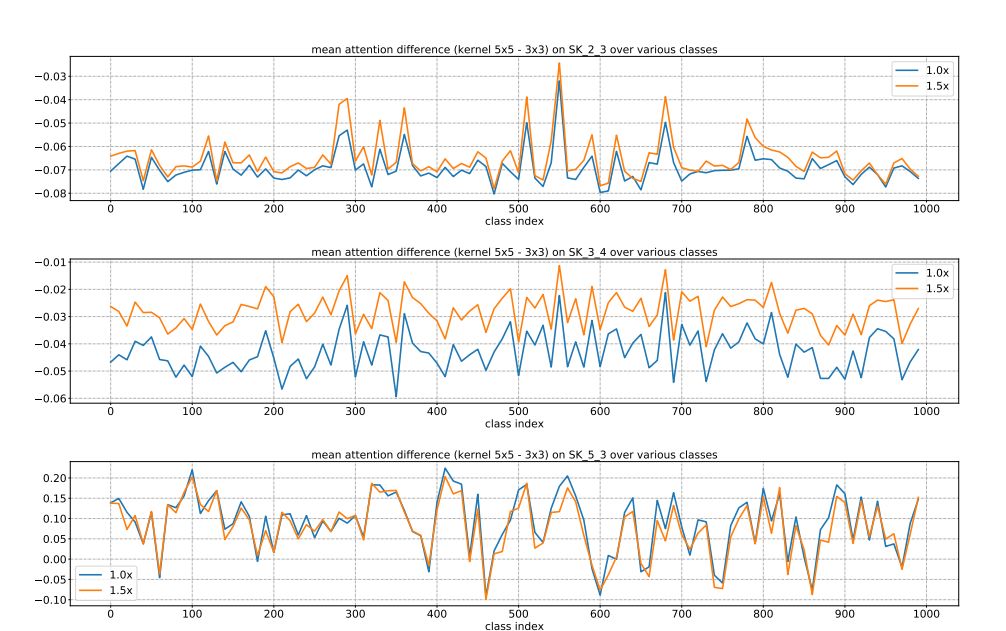 mean attention difference (kernel 5x5 - 3x3) on SK_2_3 over various classes
1.0x
1.5x
−0.03
−0.04
−0.05
−0.06
−0.07
−0.08
0 100 200 300 400 500 600 700 800 900 1000
class index
mean attention difference (kernel 5x5 - 3x3) on SK_3_4 over various classes
1.0x
1.5x
−0.01
−0.02
−0.03
−0.04
−0.05
−0.06
0 100 200 300 400 500 600 700 800 900 1000
class index
mean attention difference (kernel 5x5 - 3x3) on SK_5_3 over various classes
0.20
0.15
0.10
0.05
0.00
−0.05
−0.10
1.0x
1.5x
0 100 200 300 400 500 600 700 800 900 1000
class index